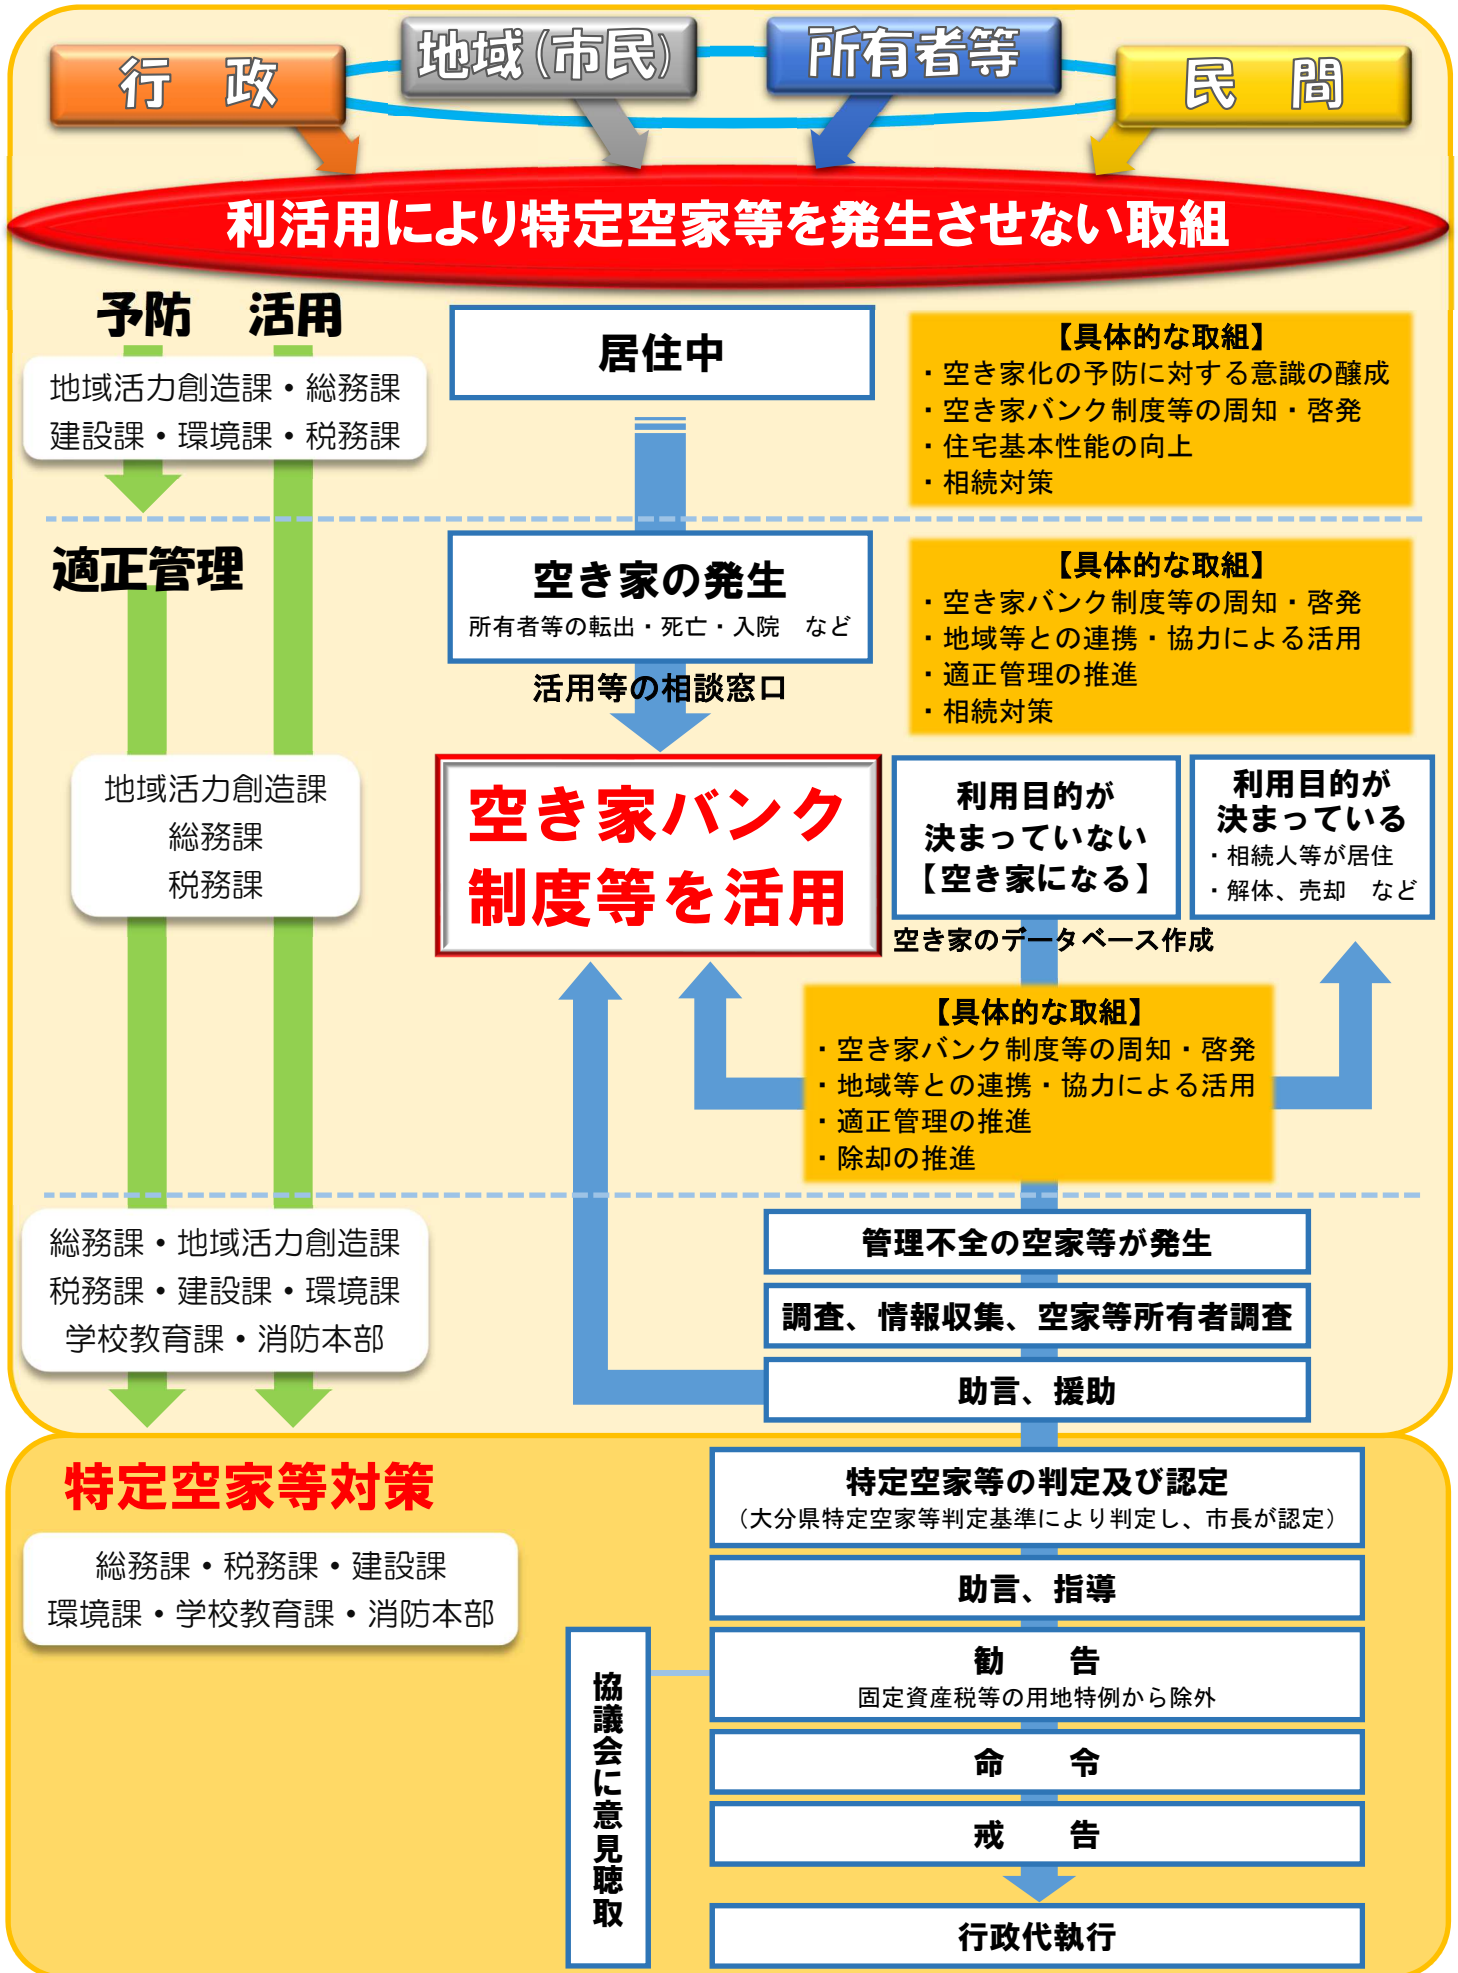 行　政
地域(市民)
所有者等
民　間
利活用により特定空家等を発生させない取組
予防　活用
地域活力創造課・総務課
建設課・環境課・税務課
居住中
【具体的な取組】
・空き家化の予防に対する意識の醸成
・空き家バンク制度等の周知・啓発
・住宅基本性能の向上
・相続対策
適正管理
空き家の発生
所有者等の転出・死亡・入院　など
活用等の相談窓口
【具体的な取組】
・空き家バンク制度等の周知・啓発
・地域等との連携・協力による活用
・適正管理の推進
・相続対策
地域活力創造課
総務課
税務課
空き家バンク
制度等を活用
利用目的が
決まっていない
【空き家になる】
利用目的が
決まっている
・相続人等が居住
・解体、売却　など
空き家のデータベース作成
【具体的な取組】
・空き家バンク制度等の周知・啓発
・地域等との連携・協力による活用
・適正管理の推進
・除却の推進
総務課・地域活力創造課
税務課・建設課・環境課
学校教育課・消防本部
管理不全の空家等が発生
調査、情報収集、空家等所有者調査
助言、援助
特定空家等対策
総務課・税務課・建設課
環境課・学校教育課・消防本部
特定空家等の判定及び認定
（大分県特定空家等判定基準により判定し、市長が認定）
助言、指導
勧　　告
固定資産税等の用地特例から除外
命　　令
戒　　告
行政代執行
協議会に意見聴取